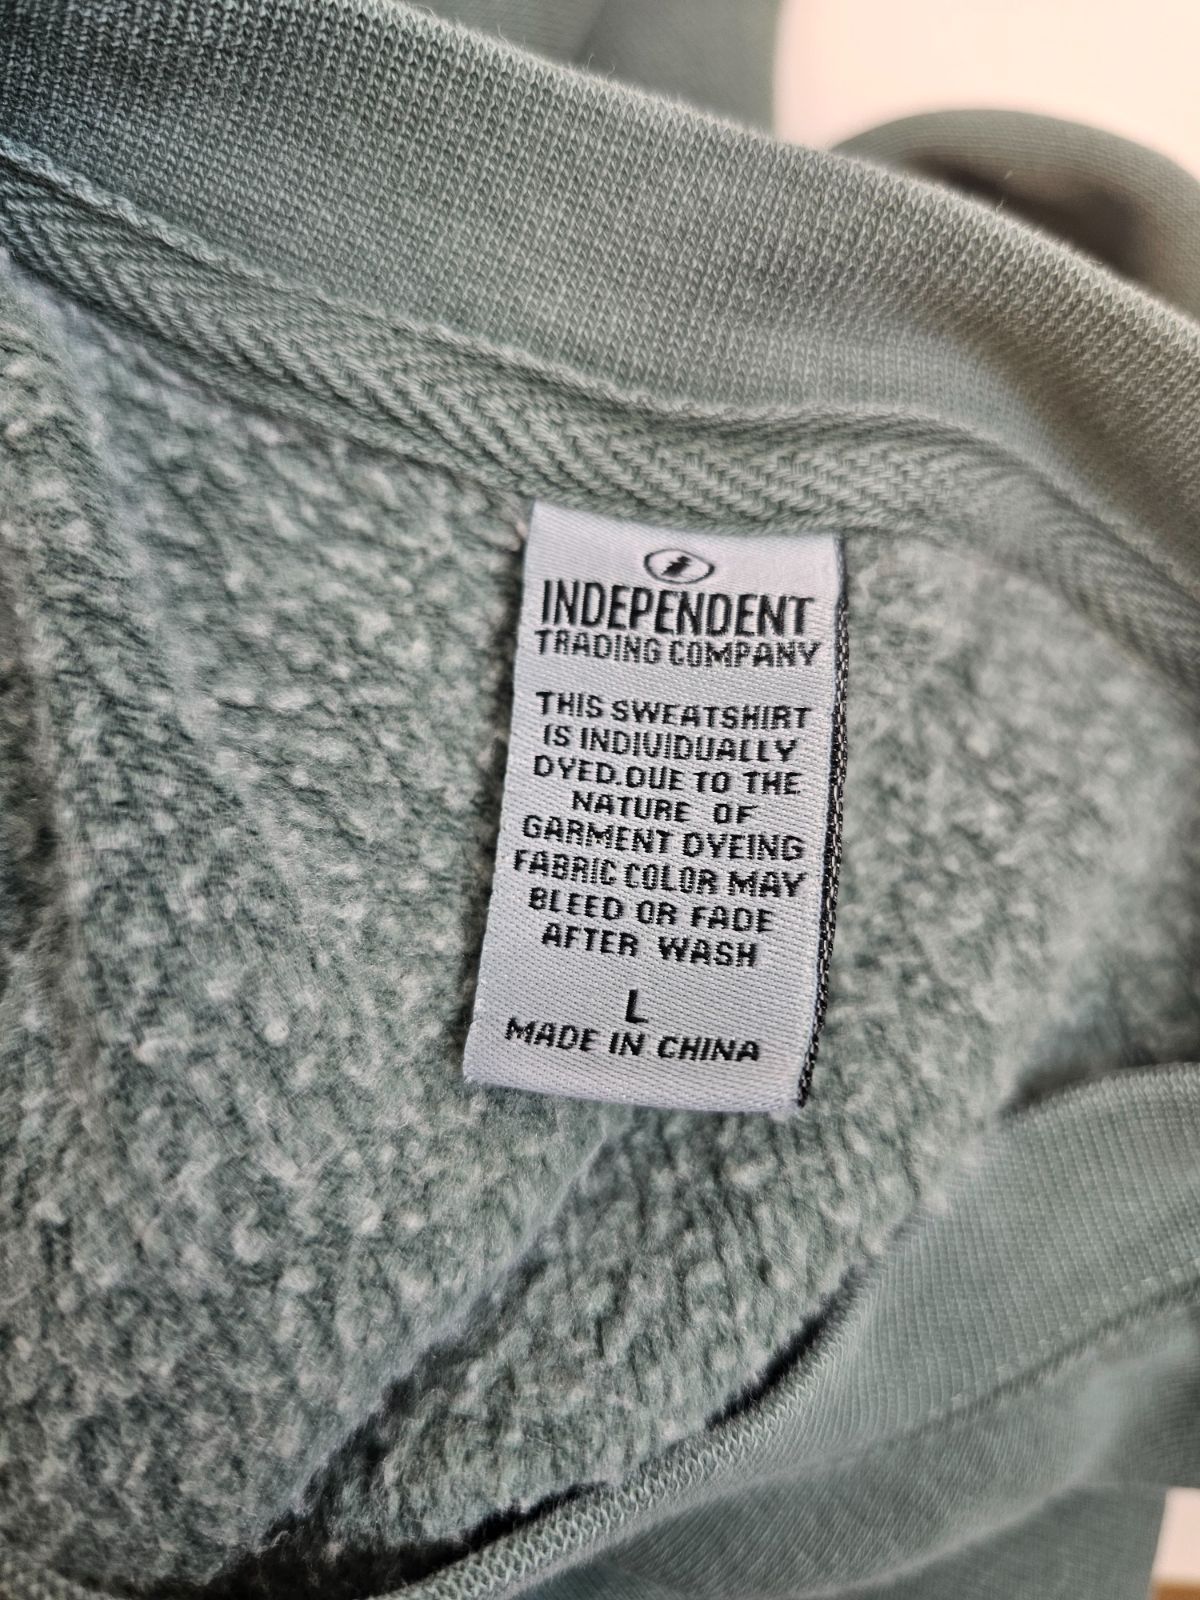 INDEPENDENT
TRADING COMPANY
THIS SWEATSHIRT
IS INDIVIDUALLY
DYED.DUE TO THE
NATURE OF
GARMENT DYEING
FABRIC COLOR MAY
BLEED OR FADE
AFTER WASH
L
MADE IN CHINA